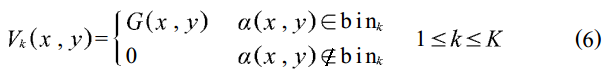 V_k(x, y) = { G(x, y)  α(x, y) ∈ bin_k
0  α(x, y) ∉ bin_k  1 ≤ k ≤ K  (6)